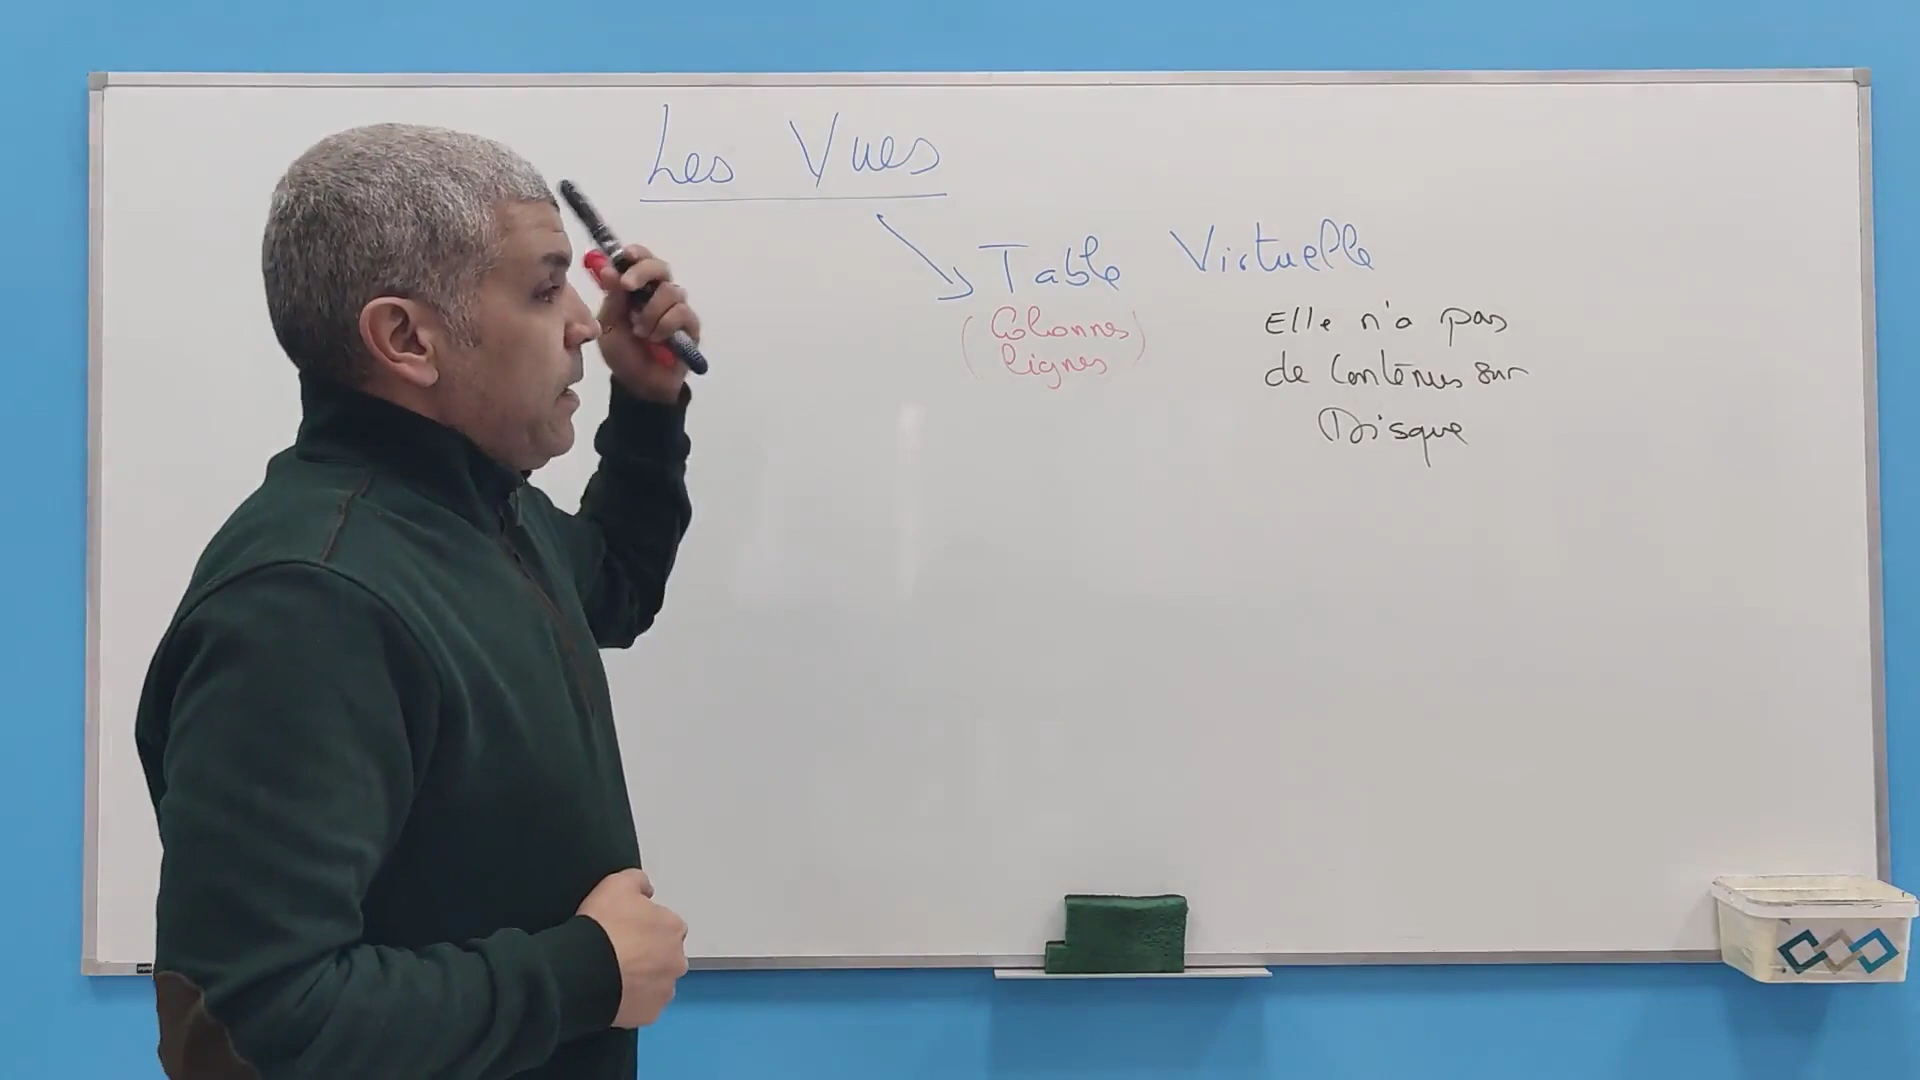 Les Vues
Table Virtuelle
(Colonnes
lignes)
Elle n'a pas
de Contenus sur
Disque